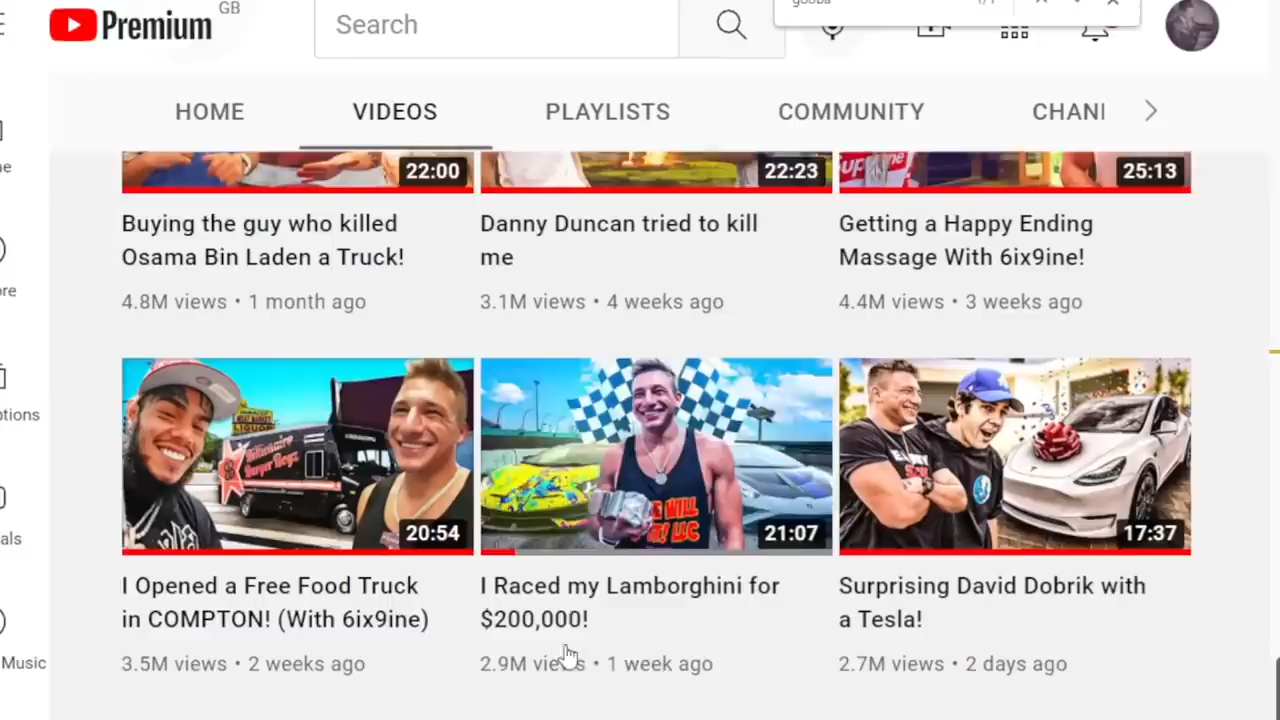 GB
Premium
Search
HOME
VIDEOS
PLAYLISTS
COMMUNITY
22:00
22:23
25:13
Buying the guy who killed
Osama Bin Laden a Truck!
4.8M views • 1 month ago
Danny Duncan tried to kill
me
3.1M views • 4 weeks ago
Getting a Happy Ending
Massage With 6ix9ine!
4.4M views • 3 weeks ago
Billionaire
Burger Boyz
20:54
21:07
17:37
I Opened a Free Food Truck
in COMPTON! (With 6ix9ine)
3.5M views • 2 weeks ago
I Raced my Lamborghini for
$200,000!
2.9M views • 1 week ago
Surprising David Dobrik with
a Tesla!
2.7M views • 2 days ago
Music